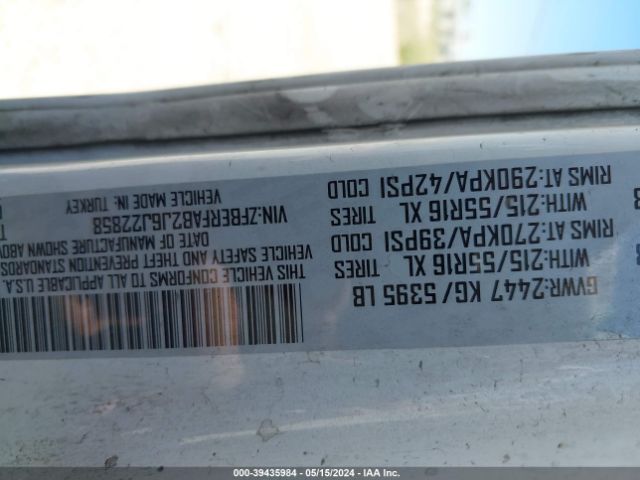 GVWR:2447 KG/ 5395 LB
WITH:215/55R16 XL TIRES
RIMS AT:270KPA/39PSI COLD
WITH:215/55R16 XL TIRES
RIMS AT:290KPA/42PSI COLD
THIS VEHICLE CONFORMS TO ALL APPLICABLE U.S.A.
VEHICLE SAFETY AND THEFT PREVENTION STANDARDS
DATE OF MANUFACTURE SHOWN ABO
VIN:ZFBERFAB2J6J22858
VEHICLE MADE IN: TURKEY
000-39435984 - 05/15/2024 - IAA Inc.